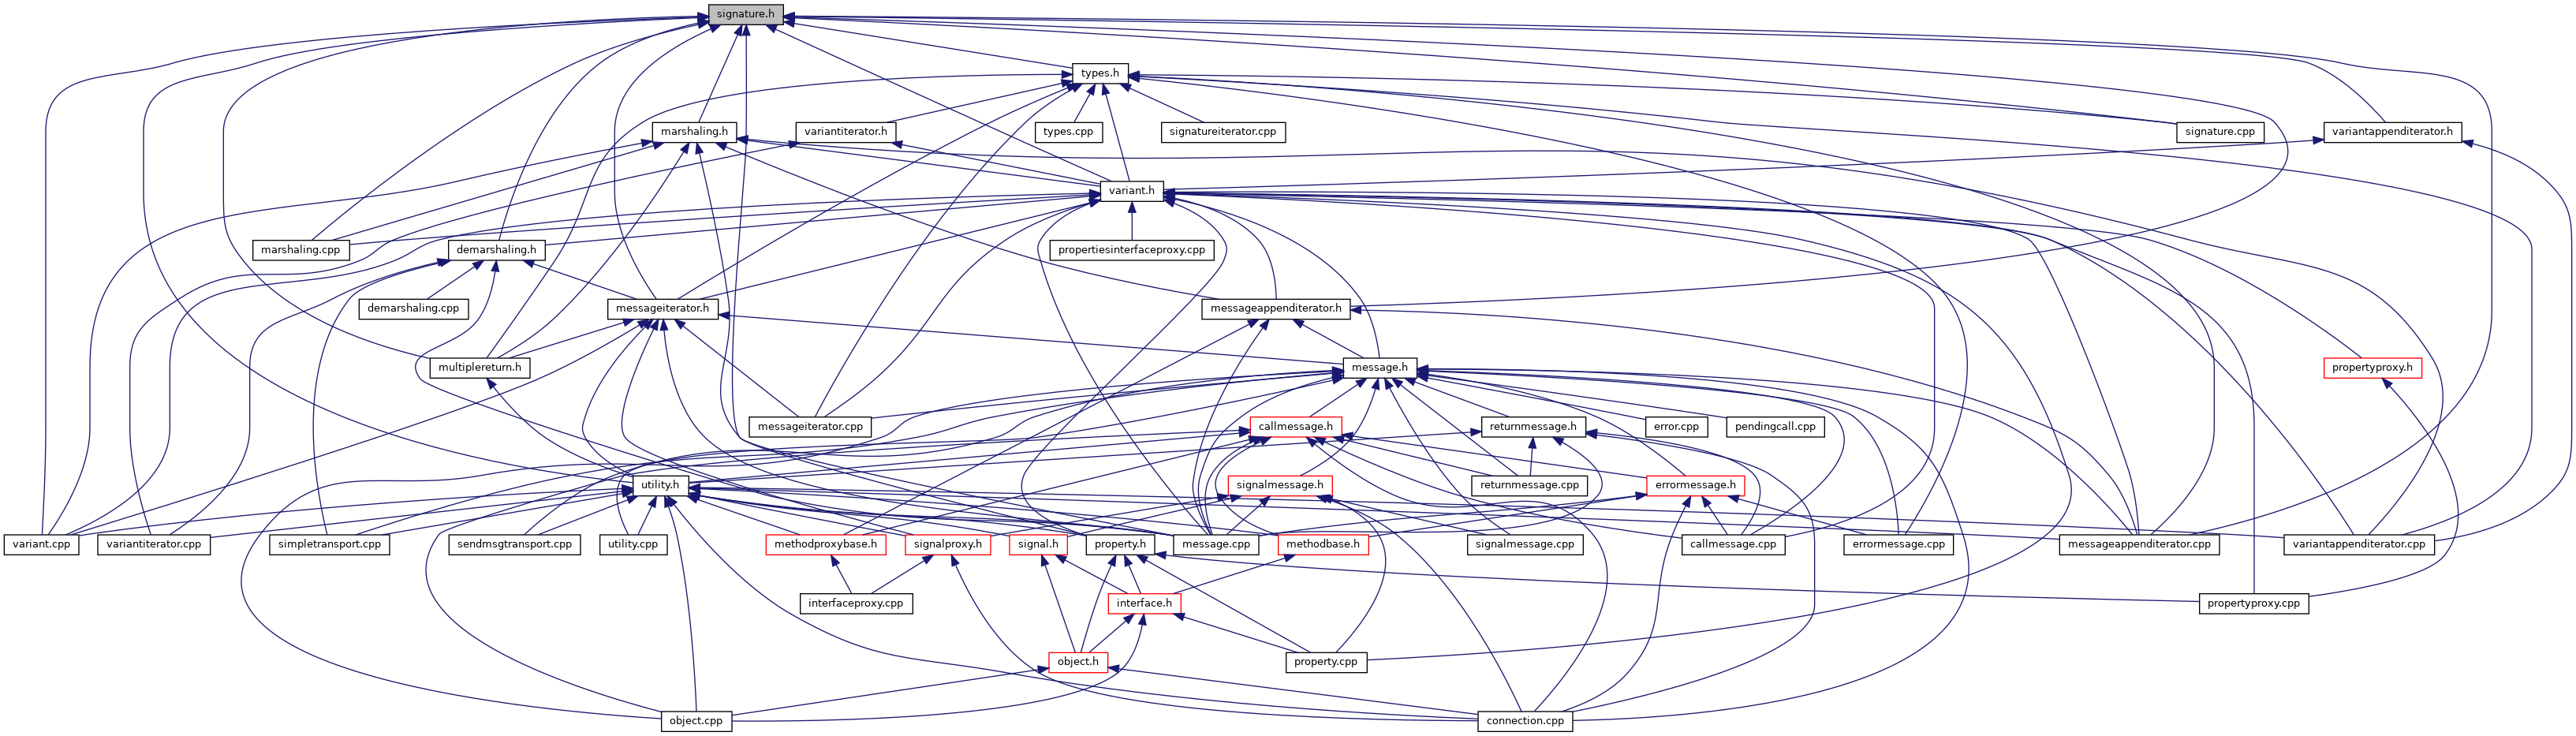 signature.h
types.h
marshaling.h
variantiterator.h
types.cpp
signatureiterator.cpp
signature.cpp
variantappenditerator.h
variant.h
marshaling.cpp
demarshaling.h
propertiesinterfaceproxy.cpp
demarshaling.cpp
messageiterator.h
messageappenditerator.h
multiplereturn.h
message.h
propertyproxy.h
messageiterator.cpp
callmessage.h
returnmessage.h
error.cpp
pendingcall.cpp
utility.h
signalmessage.h
returnmessage.cpp
errormessage.h
variant.cpp
variantiterator.cpp
simpletransport.cpp
sendmsgtransport.cpp
utility.cpp
methodproxybase.h
signalproxy.h
signal.h
property.h
message.cpp
methodbase.h
signalmessage.cpp
callmessage.cpp
errormessage.cpp
messageappenditerator.cpp
variantappenditerator.cpp
interfaceproxy.cpp
interface.h
propertyproxy.cpp
object.h
property.cpp
object.cpp
connection.cpp